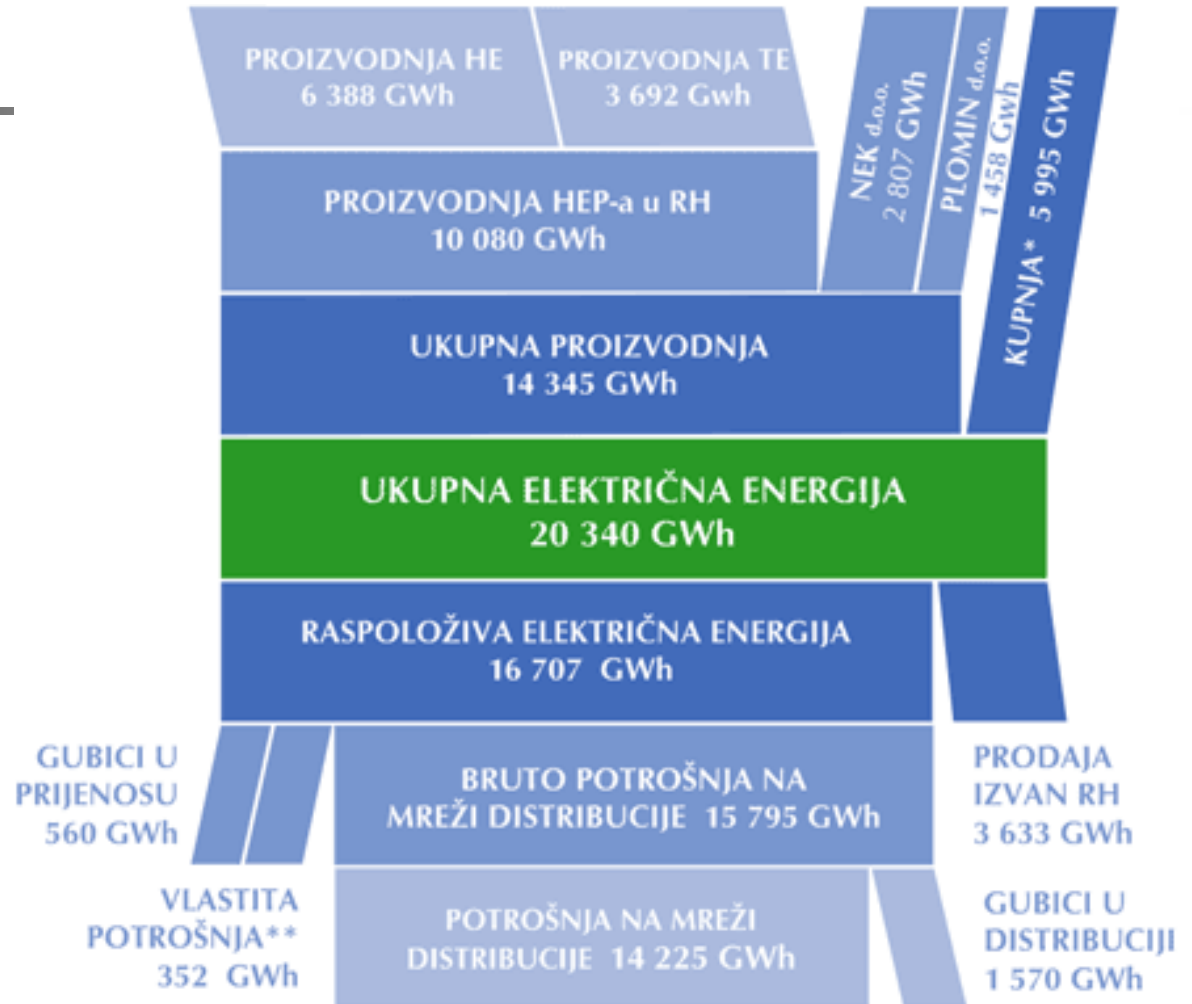 PROIZVODNJA HE
6 388 GWh
PROIZVODNJA TE
3 692 Gwh
NEK d.o.o.
2 807 GWh
PLOMIN d.o.o.
1 458 Gwh
KUPNJA* 5 995 GWh
PROIZVODNJA HEP-a u RH
10 080 GWh
UKUPNA PROIZVODNJA
14 345 GWh
UKUPNA ELEKTRIČNA ENERGIJA
20 340 GWh
RASPOLOŽIVA ELEKTRIČNA ENERGIJA
16 707 GWh
GUBICI U
PRIJENOSU
560 GWh
BRUTO POTROŠNJA NA
MREŽI DISTRIBUCIJE 15 795 GWh
PRODAJA
IZVAN RH
3 633 GWh
VLASTITA
POTROŠNJA**
352 GWh
POTROŠNJA NA MREŽI
DISTRIBUCIJE 14 225 GWh
GUBICI U
DISTRIBUCIJI
1 570 GWh